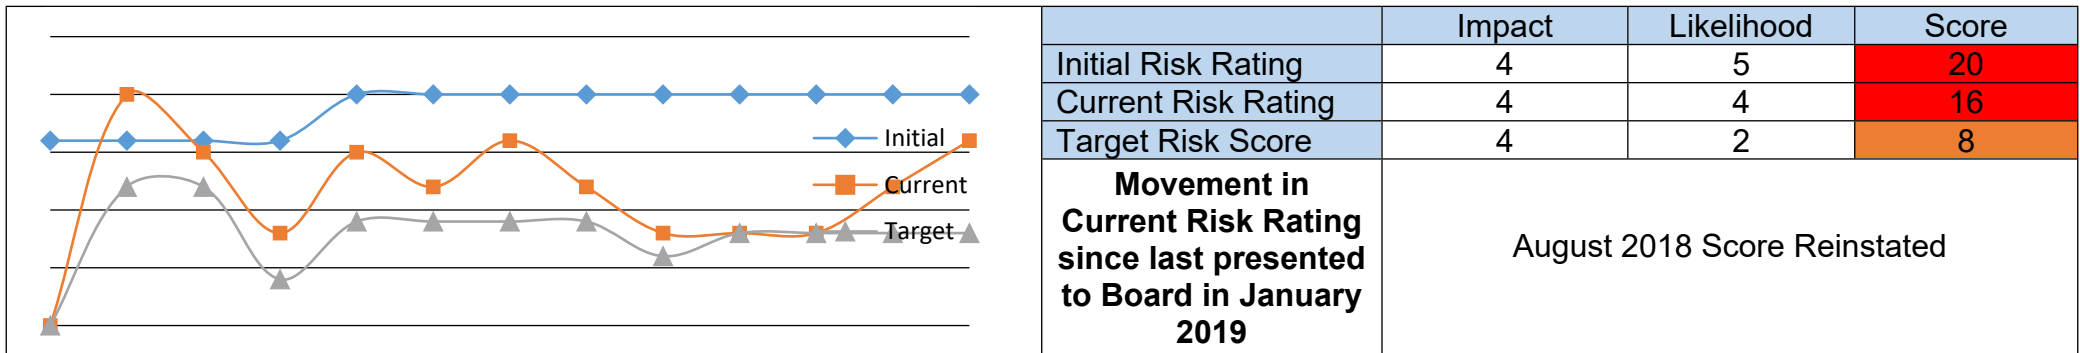 Initial
Current
Target
Impact Likelihood Score
Initial Risk Rating 4 5 20
Current Risk Rating 4 4 16
Target Risk Score 4 2 8
Movement in
Current Risk Rating
since last presented
to Board in January
2019
August 2018 Score Reinstated